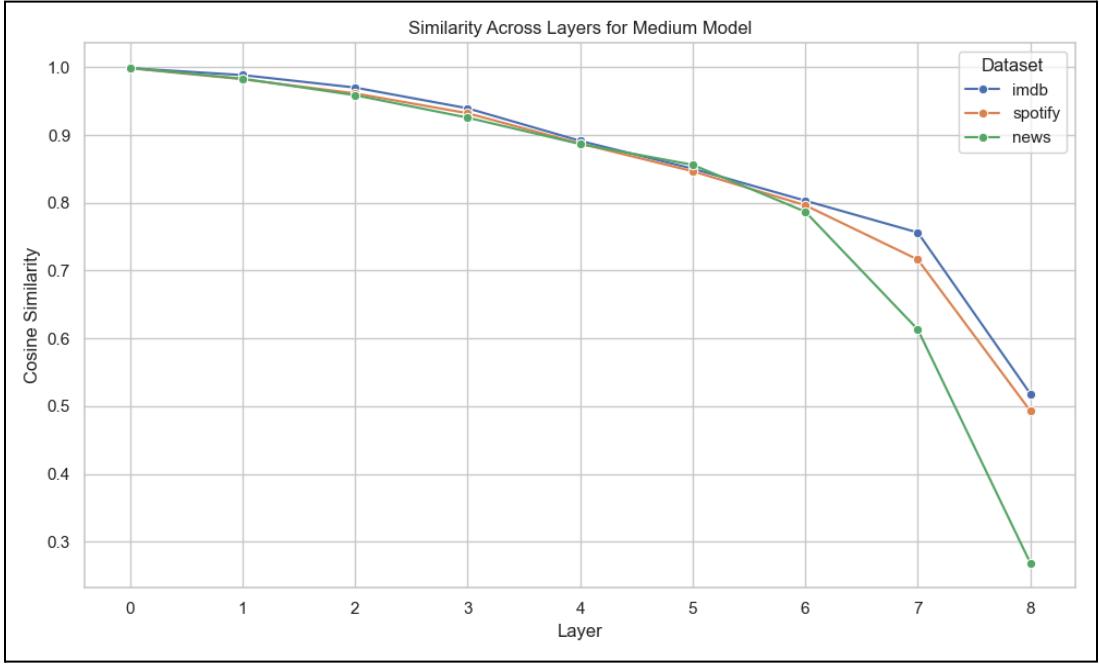 Similarity Across Layers for Medium Model
Dataset
imdb
spotify
news
Cosine Similarity
1.0
0.9
0.8
0.7
0.6
0.5
0.4
0.3
0 1 2 3 4 5 6 7 8
Layer